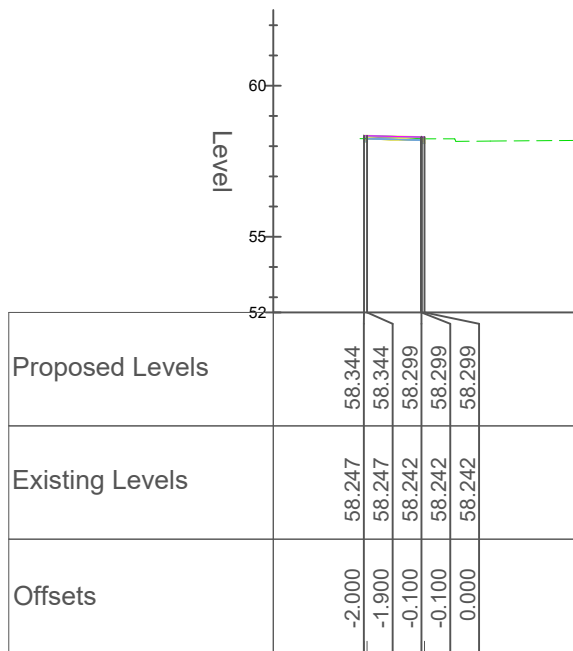 60
Level
55
52
Proposed Levels 58.344 58.344 58.299 58.299 58.299
Existing Levels 58.247 58.247 58.242 58.242 58.242
Offsets -2.000 -1.900 -0.100 -0.100 0.000